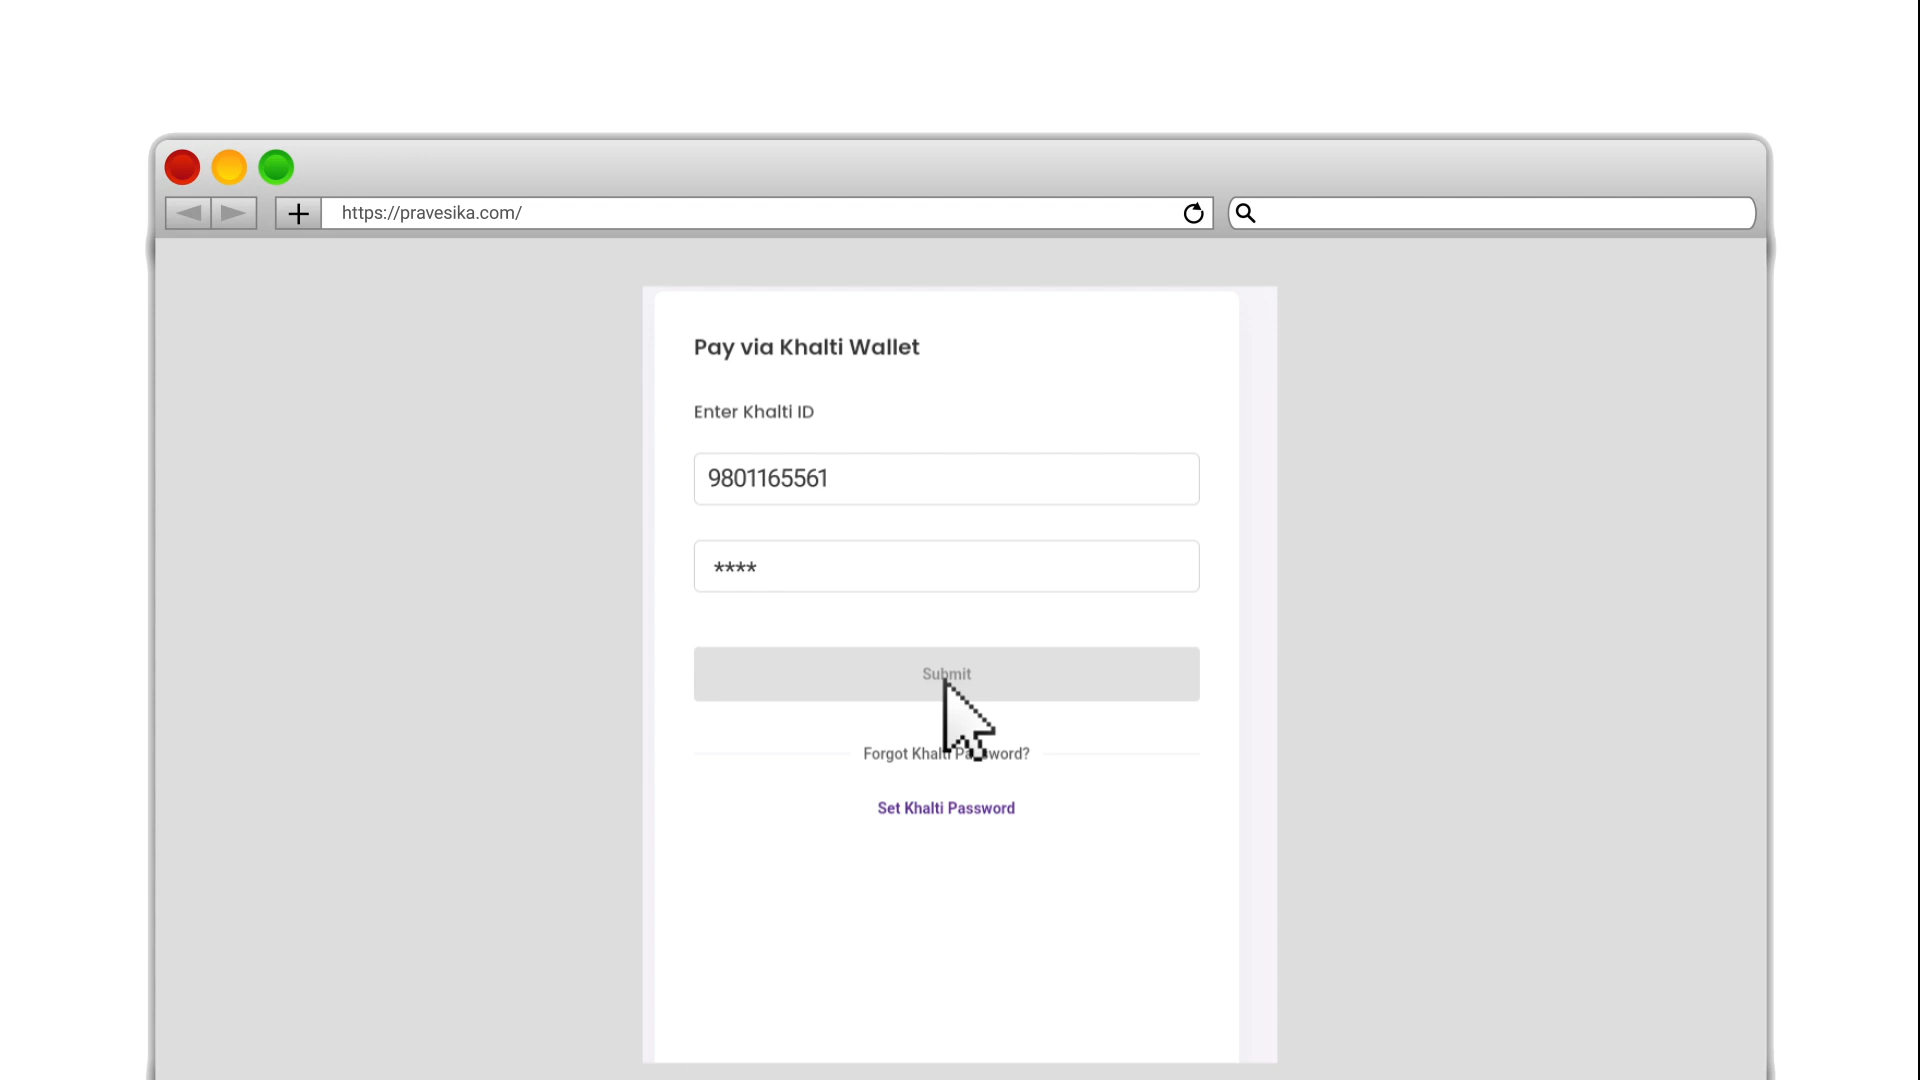 https://pravesika.com/
Pay via Khalti Wallet
Enter Khalti ID
9801165561
****
Submit
Forgot Khalti Password?
Set Khalti Password